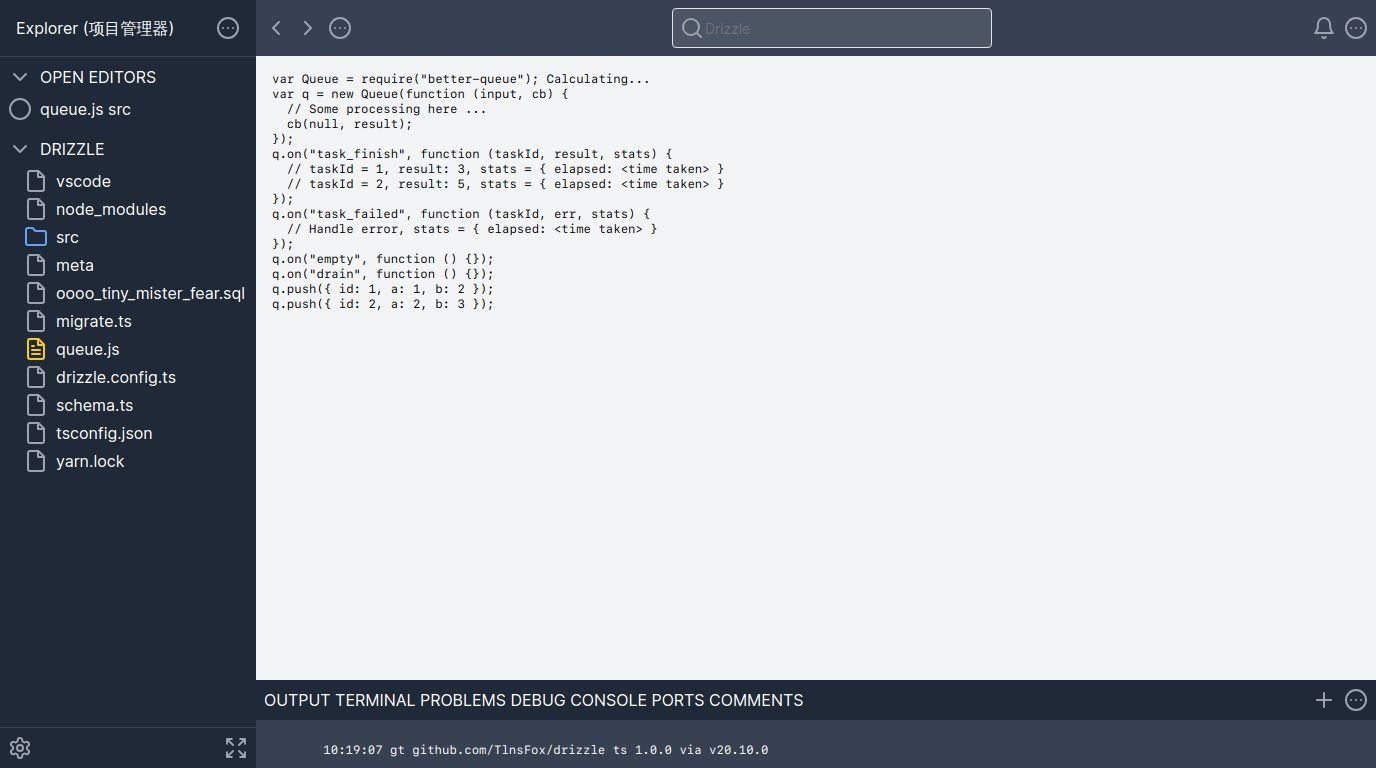 Explorer (项目管理器)
Drizzle
OPEN EDITORS
queue.js src
DRIZZLE
vscode
node_modules
src
meta
oooo_tiny_mister_fear.sql
migrate.ts
queue.js
drizzle.config.ts
schema.ts
tsconfig.json
yarn.lock
var Queue = require("better-queue"); Calculating...
var q = new Queue(function (input, cb) {
  // Some processing here ...
  cb(null, result);
});
q.on("task_finish", function (taskId, result, stats) {
  // taskId = 1, result: 3, stats = { elapsed: <time taken> }
  // taskId = 2, result: 5, stats = { elapsed: <time taken> }
});
q.on("task_failed", function (taskId, err, stats) {
  // Handle error, stats = { elapsed: <time taken> }
});
q.on("empty", function () {});
q.on("drain", function () {});
q.push({ id: 1, a: 1, b: 2 });
q.push({ id: 2, a: 2, b: 3 });
OUTPUT TERMINAL PROBLEMS DEBUG CONSOLE PORTS COMMENTS
10:19:07 gt github.com/TlnsFox/drizzle ts 1.0.0 via v20.10.0